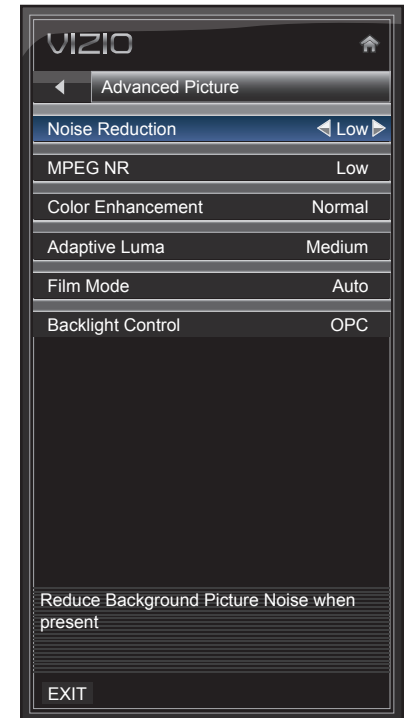 VIZIO
Advanced Picture
Noise Reduction Low
MPEG NR Low
Color Enhancement Normal
Adaptive Luma Medium
Film Mode Auto
Backlight Control OPC
Reduce Background Picture Noise when
present
EXIT